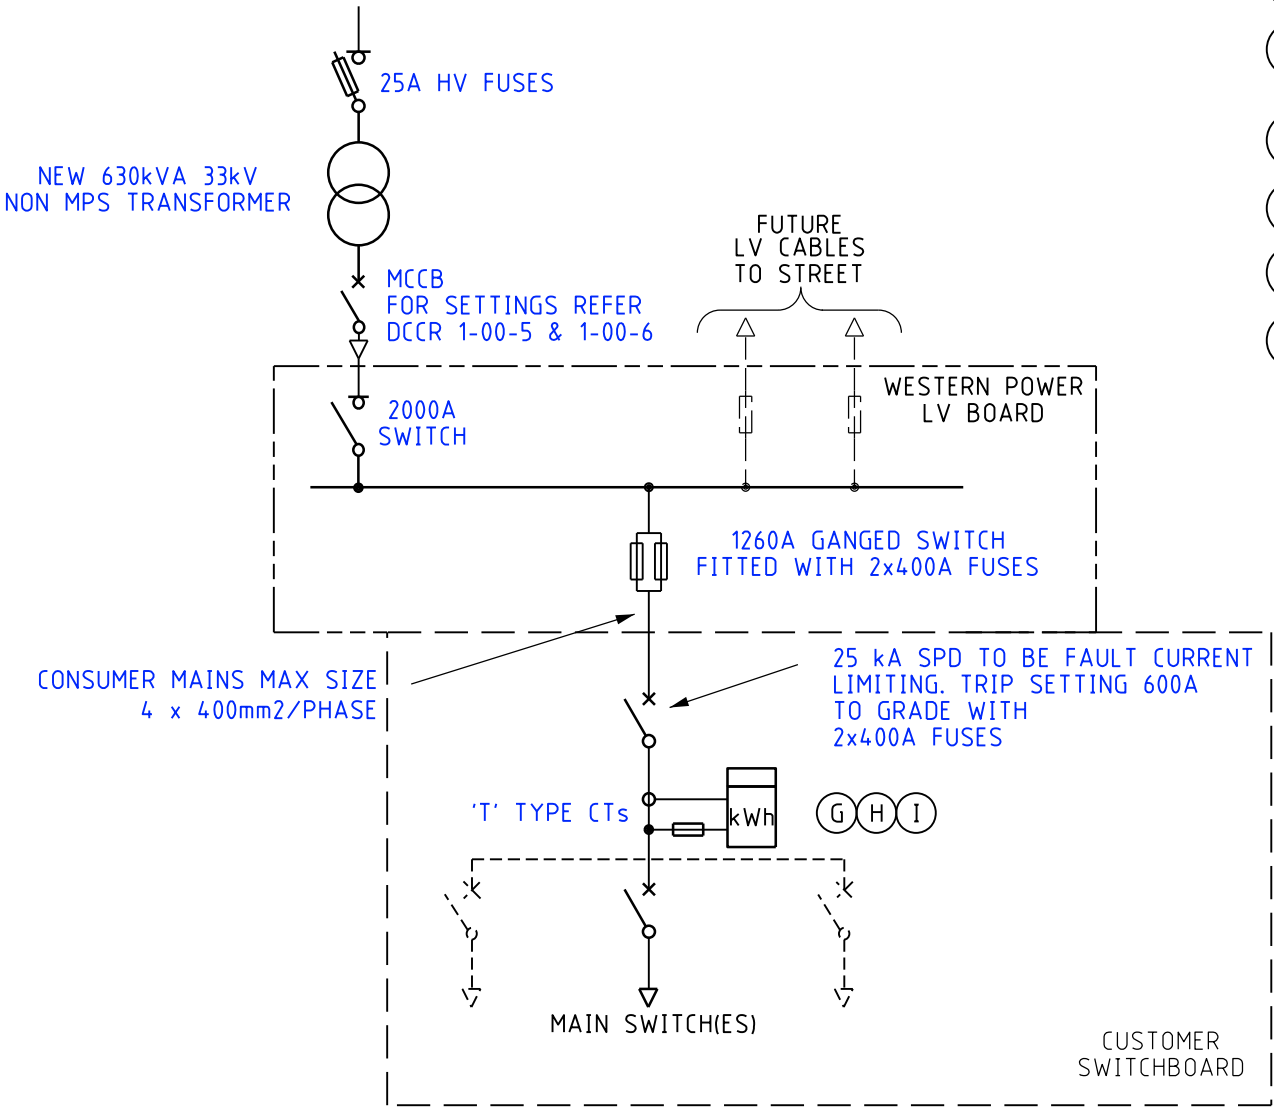 25A HV FUSES
NEW 630kVA 33kV
NON MPS TRANSFORMER
FUTURE
LV CABLES
TO STREET
MCCB
FOR SETTINGS REFER
DCCR 1-00-5 & 1-00-6
WESTERN POWER
LV BOARD
2000A
SWITCH
1260A GANGED SWITCH
FITTED WITH 2x400A FUSES
CONSUMER MAINS MAX SIZE
4 x 400mm2/PHASE
25 kA SPD TO BE FAULT CURRENT
LIMITING. TRIP SETTING 600A
TO GRADE WITH
2x400A FUSES
'T' TYPE CTs
kWh
G H I
MAIN SWITCH(ES)
CUSTOMER
SWITCHBOARD